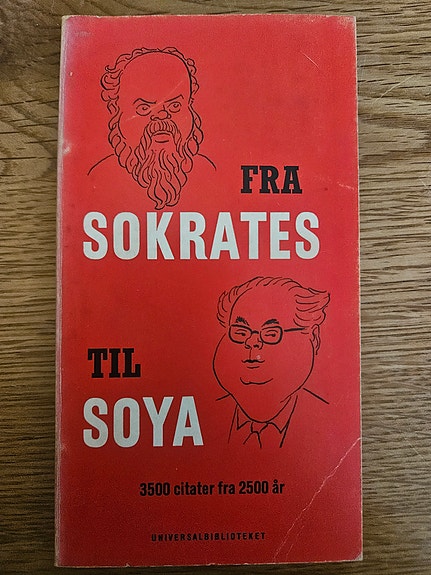 FRA
SOKRATES
TIL
SOYA
3500 citater fra 2500 år
UNIVERSALBIBLIOTEKET